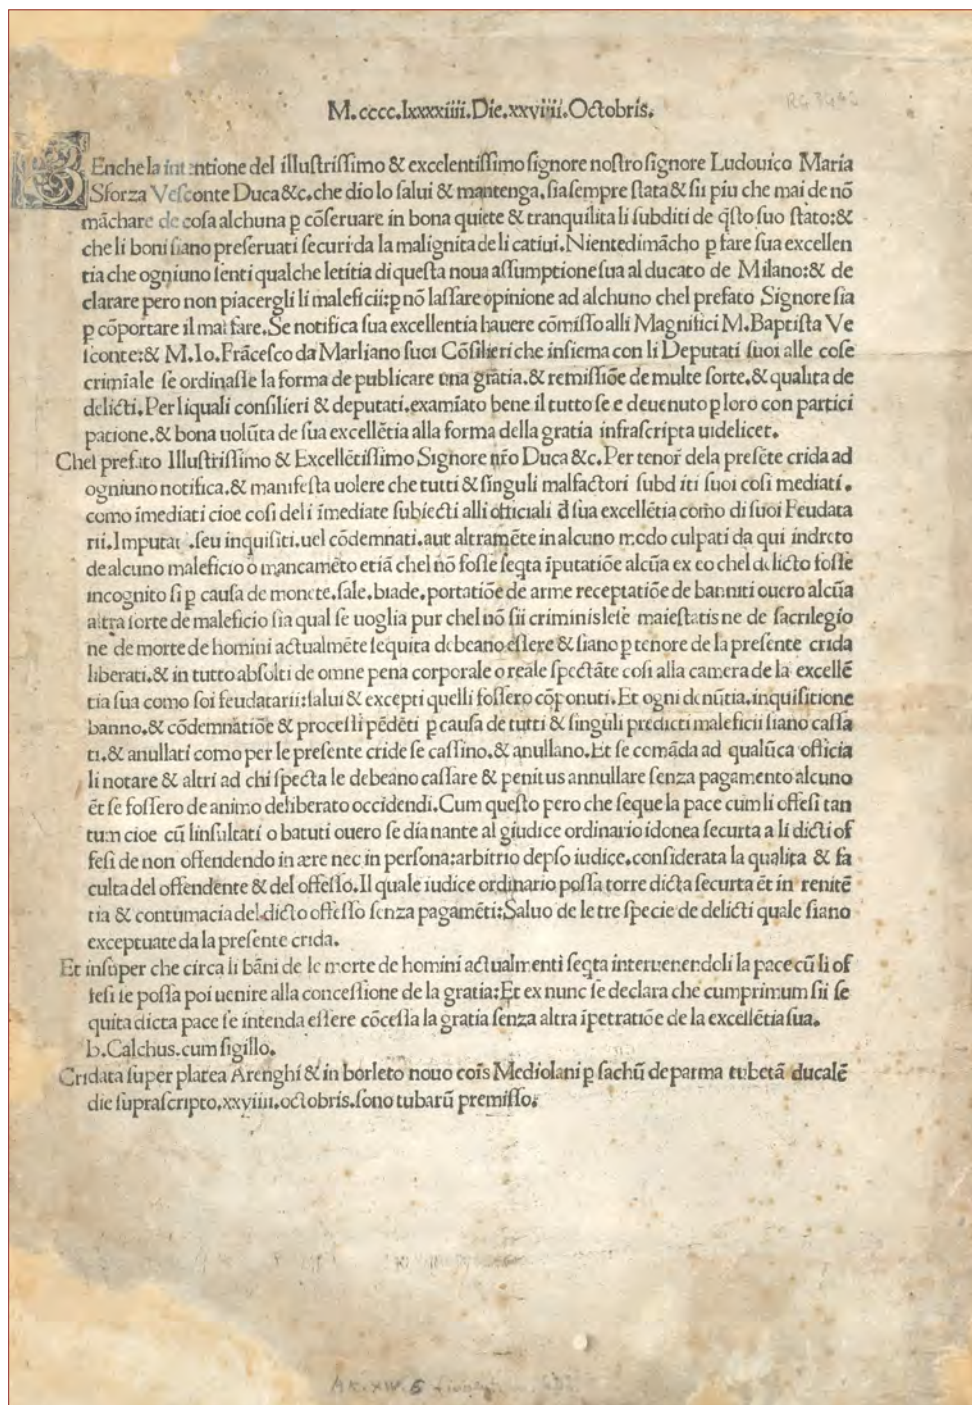 M.cccc.lxxxxiiii.Die.xxviiii.Octobris.
BEnche la intentione del illuſtriſſimo & excelentiſſimo ſignore noſtro ſignore Ludouico Maria
Sforza Veſconte Duca &c. che dio lo ſalui & mantenga, ſia ſempre ſtata & ſii piu che mai de nō
māchare de coſa alchuna p̱ cōſeruare in bona quiete & tranquilita li ſubditi de q̄ſto ſuo ſtato: &
che li boni ſiano preſeruati ſecuri da la malignita de li catiui. Nientedimācho p̱ fare ſua excellen
tia che ogniuno ſenti qualche letitia di queſta noua aſſumptione ſua al ducato de Milano: & de
clarare pero non piacergli li maleficii: p̱ nō laſſare opinione ad alchuno chel prefato Signore ſia
p̱ cōportare il mal fare. Se notifica ſua excellentia hauere cōmiſſo alli Magnifici M. Baptiſta Ve
ſconte: & M. Io. Frāceſco da Marliano ſuoi Cōſilieri che inſiema con li Deputati ſuoi alle coſe
crimīale ſe ordinaſſe la forma de publicare una gratia. & remiſſiōe de multe ſorte. & qualita de
delicti. Per liquali conſilieri & deputati. examīato bene il tutto ſe e deuenuto p̱ loro con partici
patione. & bona uolūta de ſua excellētia alla forma della gratia infraſcripta uidelicet.
Chel prefato Illuſtriſſimo & Excellētiſſimo Signore nr̄o Duca &c. Per tenor̄ dela preſēte crida ad
ogniuno notifica. & manifeſta uolere che tutti & ſinguli malfactori ſubditi ſuoi coſi mediati.
como īmediati cioe coſi deli īmediate ſubiecti alli officiali đ ſua excellētia como di ſuoi Feudata
rii. Imputat .ſeu inquiſiti. uel cōdemnati. aut altramēte in alcuno modo culpati da qui indreto
de alcuno maleficio o mancamēto etiā chel nō foſſe ſeq̄ta īputatiōe alcūa ex eo chel delicto foſſe
incognito ſi p̱ cauſa de monete. ſale. biade. portatiōe de arme receptatiōe de banniti ouero alcūa
altra ſorte de maleficio ſia qual ſe uoglia pur chel nō ſii criminis leſe maieſtatis ne de ſacrilegio
ne de morte de homini actualmēte ſequita debeano eſſere & ſiano p̱ tenore de la preſente crida
liberati. & in tutto abſolti de omne pena corporale o reale ſpectāte coſi alla camera de la excellē
tia ſua como ſoi feudatarii: ſalui & excepti quelli foſſero cōponuti. Et ogni denūtia. inquiſitione
banno. & cōdemnatiōe & proceſſi pēdēti p̱ cauſa de tutti & ſinguli predicti maleficii ſiano caſſa
ti. & anullati como per le preſente cride ſe caſſino. & anullano. Et ſe comāda ad qualūca officia
li notare & altri ad chi ſpecta le debeano caſſare & penitus annullare ſenza pagamento alcuno
ēt ſe foſſero de animo deliberato occidendi. Cum queſto pero che ſeque la pace cum li offeſi tan
tum cioe cū linſultati o batuti ouero ſe dia nante al giudice ordinario idonea ſecurta a li dicti of
feſi de non offendendo in ære nec in perſona: arbitrio dep̄ſo iudice. conſiderata la qualita & fa
culta del offendente & del offeſſo. Il quale iudice ordinario poſſa torre dicta ſecurta ēt in renitē
tia & contumacia del dicto offeſſo ſenza pagamēti: Saluo de le tre ſpecie de delicti quale ſiano
exceptuate da la preſente crida.
Et inſuper che circa li bāni de le morte de homini actualmenti ſeq̄ta interuenendoli la pace cū li of
feſi ſe poſſa poi uenire alla conceſſione de la gratia: Et ex nunc ſe declara che cumprimum ſii ſe
quita dicta pace ſe intenda eſſere cōceſſa la gratia ſenza altra īpetratiōe de la excellētia ſua.
b. Calchus. cum ſigillo.
Cridata ſuper platea Arenghi & in borleto nouo cōis Mediolani p̱ ſachū de parma tubetā ducalē
die ſupraſcripto. xxviiii. octobris. ſono tubarū premiſſo.